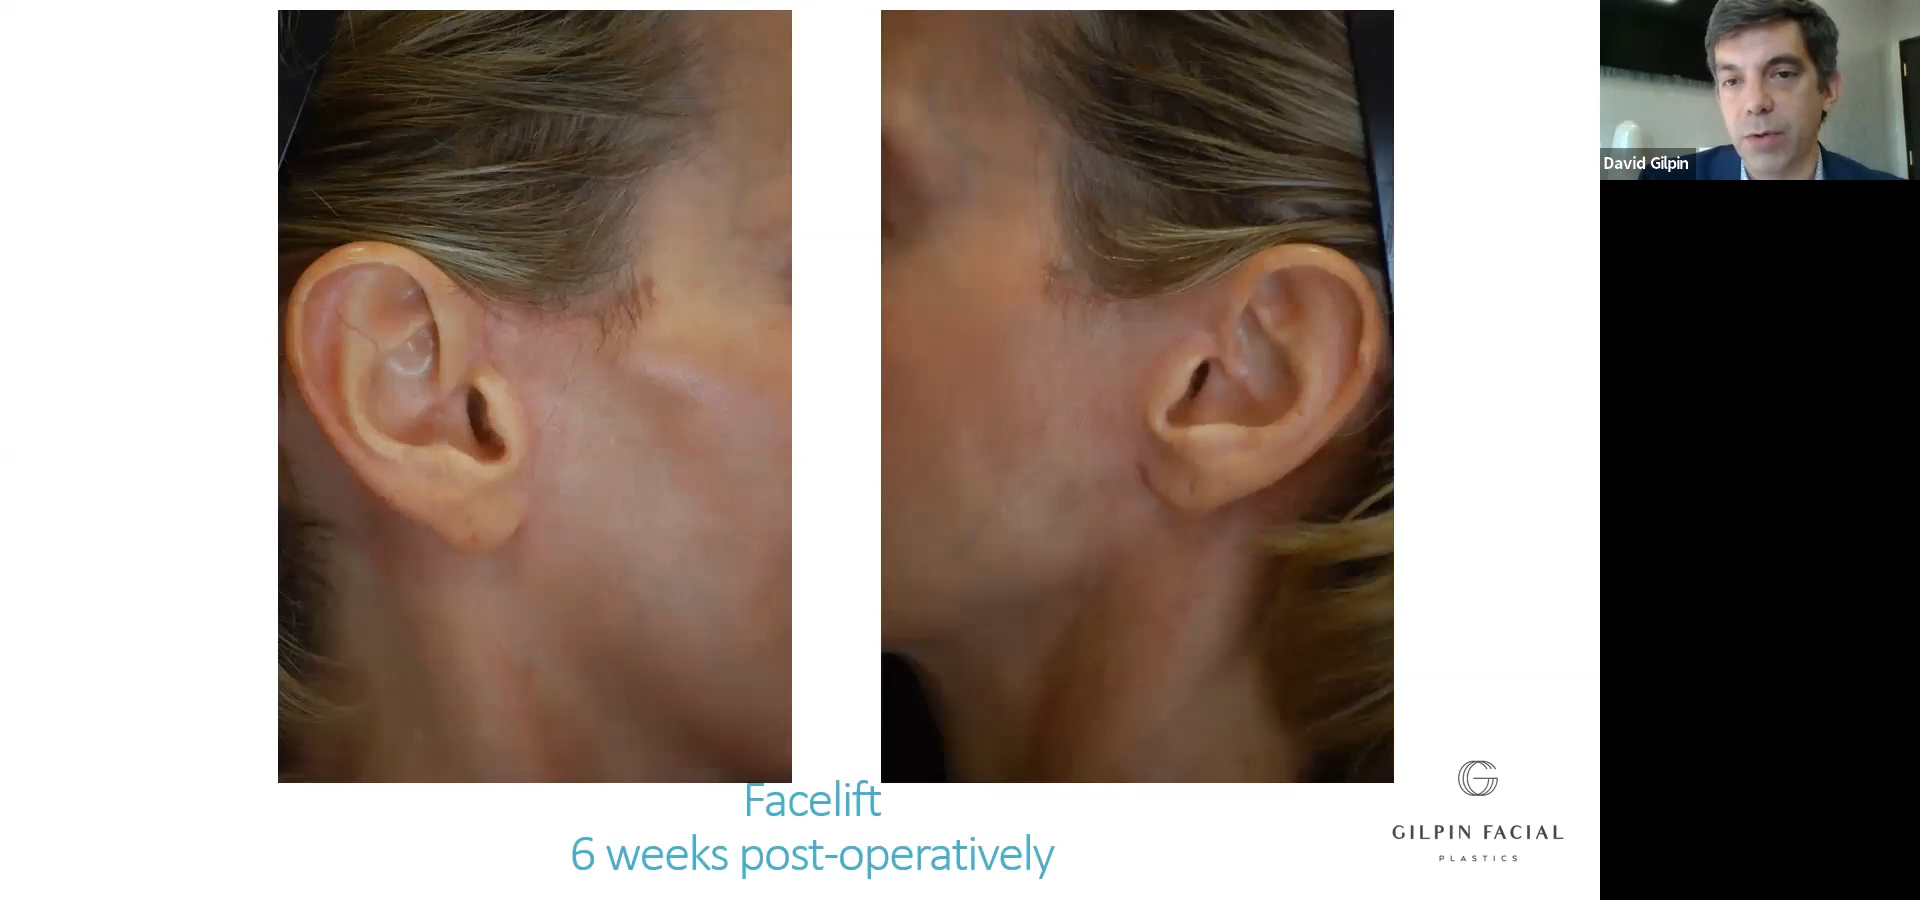 David Gilpin
Facelift
6 weeks post-operatively
GILPIN FACIAL
PLASTICS